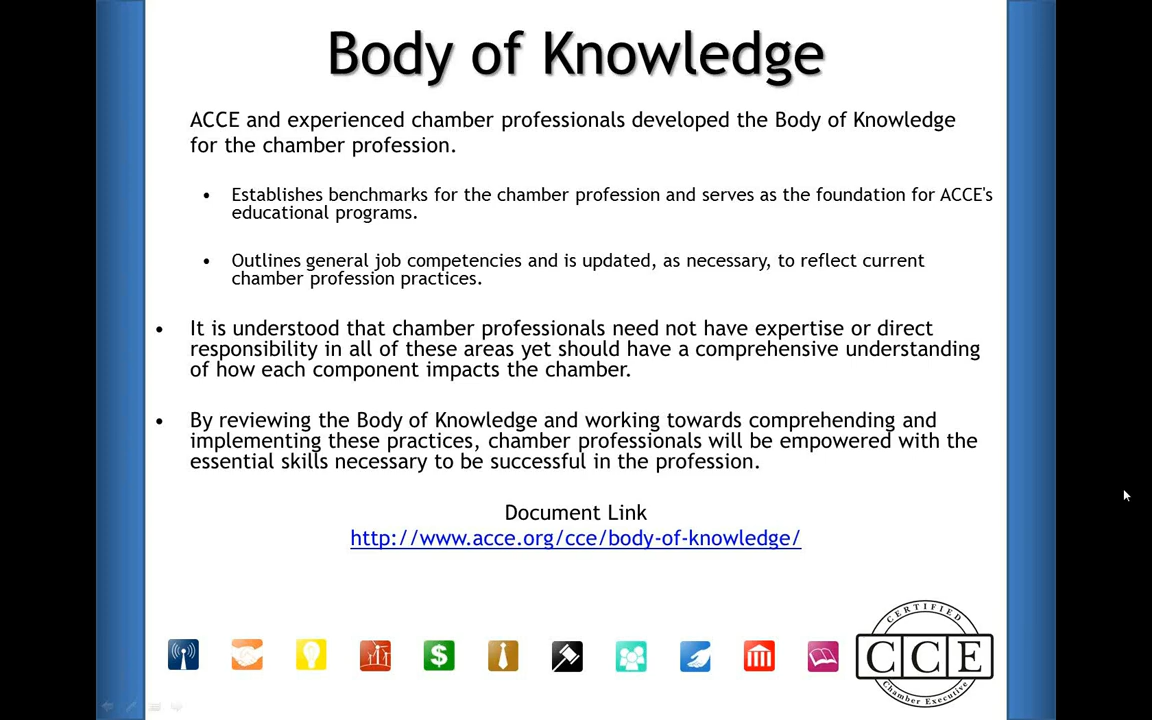 Body of Knowledge
ACCE and experienced chamber professionals developed the Body of Knowledge
for the chamber profession.
• Establishes benchmarks for the chamber profession and serves as the foundation for ACCE's
educational programs.
• Outlines general job competencies and is updated, as necessary, to reflect current
chamber profession practices.
• It is understood that chamber professionals need not have expertise or direct
responsibility in all of these areas yet should have a comprehensive understanding
of how each component impacts the chamber.
• By reviewing the Body of Knowledge and working towards comprehending and
implementing these practices, chamber professionals will be empowered with the
essential skills necessary to be successful in the profession.
Document Link
http://www.acce.org/cce/body-of-knowledge/
$
CERTIFIED
CCE
Chamber Executive